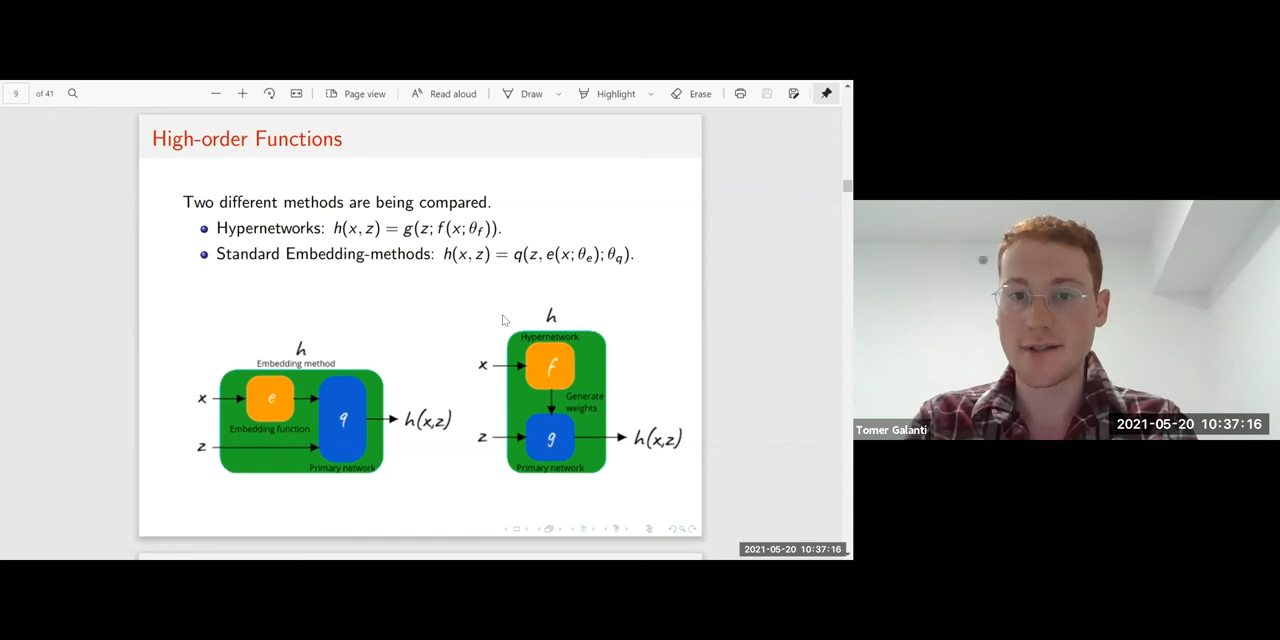 9 of 41 Page view Read aloud Draw Highlight Erase
High-order Functions
Two different methods are being compared.
Hypernetworks: h(x, z) = g(z; f(x; θ_f)).
Standard Embedding-methods: h(x, z) = q(z, e(x; θ_e); θ_q).
h
Embedding method
x
e
Embedding function
z
q
Primary network
h(x,z)
h
Hypernetwork
x
f
Generate
weights
z
g
Primary network
h(x,z)
2021-05-20 10:37:16
Tomer Galanti
2021-05-20 10:37:16